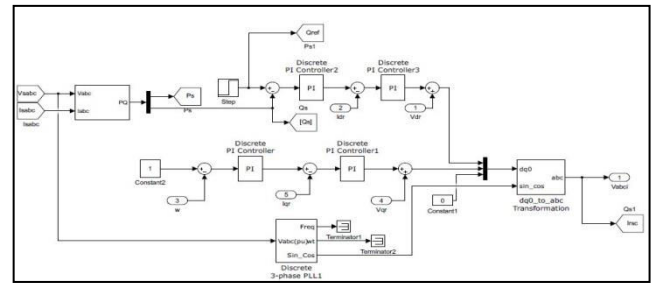 Qref
Ps1
Discrete
PI Controller2
Discrete
PI Controller3
Vsabc
Isabc
Isabc
Vabc
Iabc
PQ
Ps
Ps
Step
PI
PI
Qs
[Qs]
2
Idr
1
Vdr
Discrete
PI Controller
Discrete
PI Controller1
1
Constant2
PI
PI
3
w
5
Iqr
4
Vqr
0
Constant1
dq0
sin_cos
abc
dq0_to_abc
Transformation
1
Vabci
Qs1
Freq
Vabc(pu)
wt
Sin_Cos
Terminator1
Terminator2
Discrete
3-phase PLL1